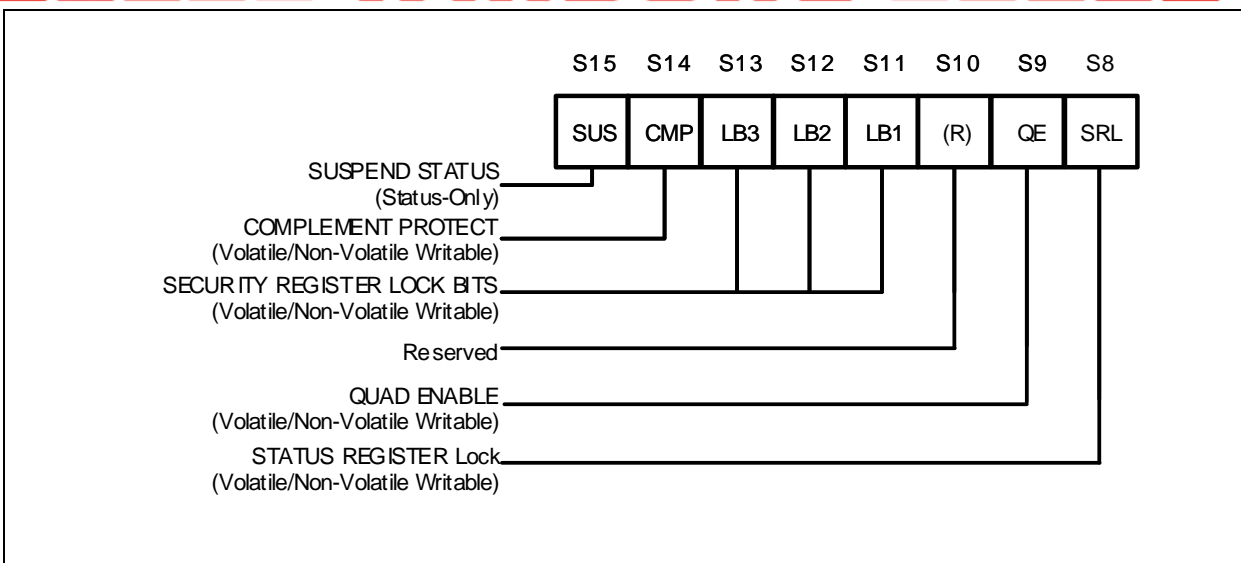 S15 S14 S13 S12 S11 S10 S9 S8
SUS CMP LB3 LB2 LB1 (R) QE SRL
SUSPEND STATUS
(Status-Only)
COMPLEMENT PROTECT
(Volatile/Non-Volatile Writable)
SECURITY REGISTER LOCK BITS
(Volatile/Non-Volatile Writable)
Reserved
QUAD ENABLE
(Volatile/Non-Volatile Writable)
STATUS REGISTER Lock
(Volatile/Non-Volatile Writable)